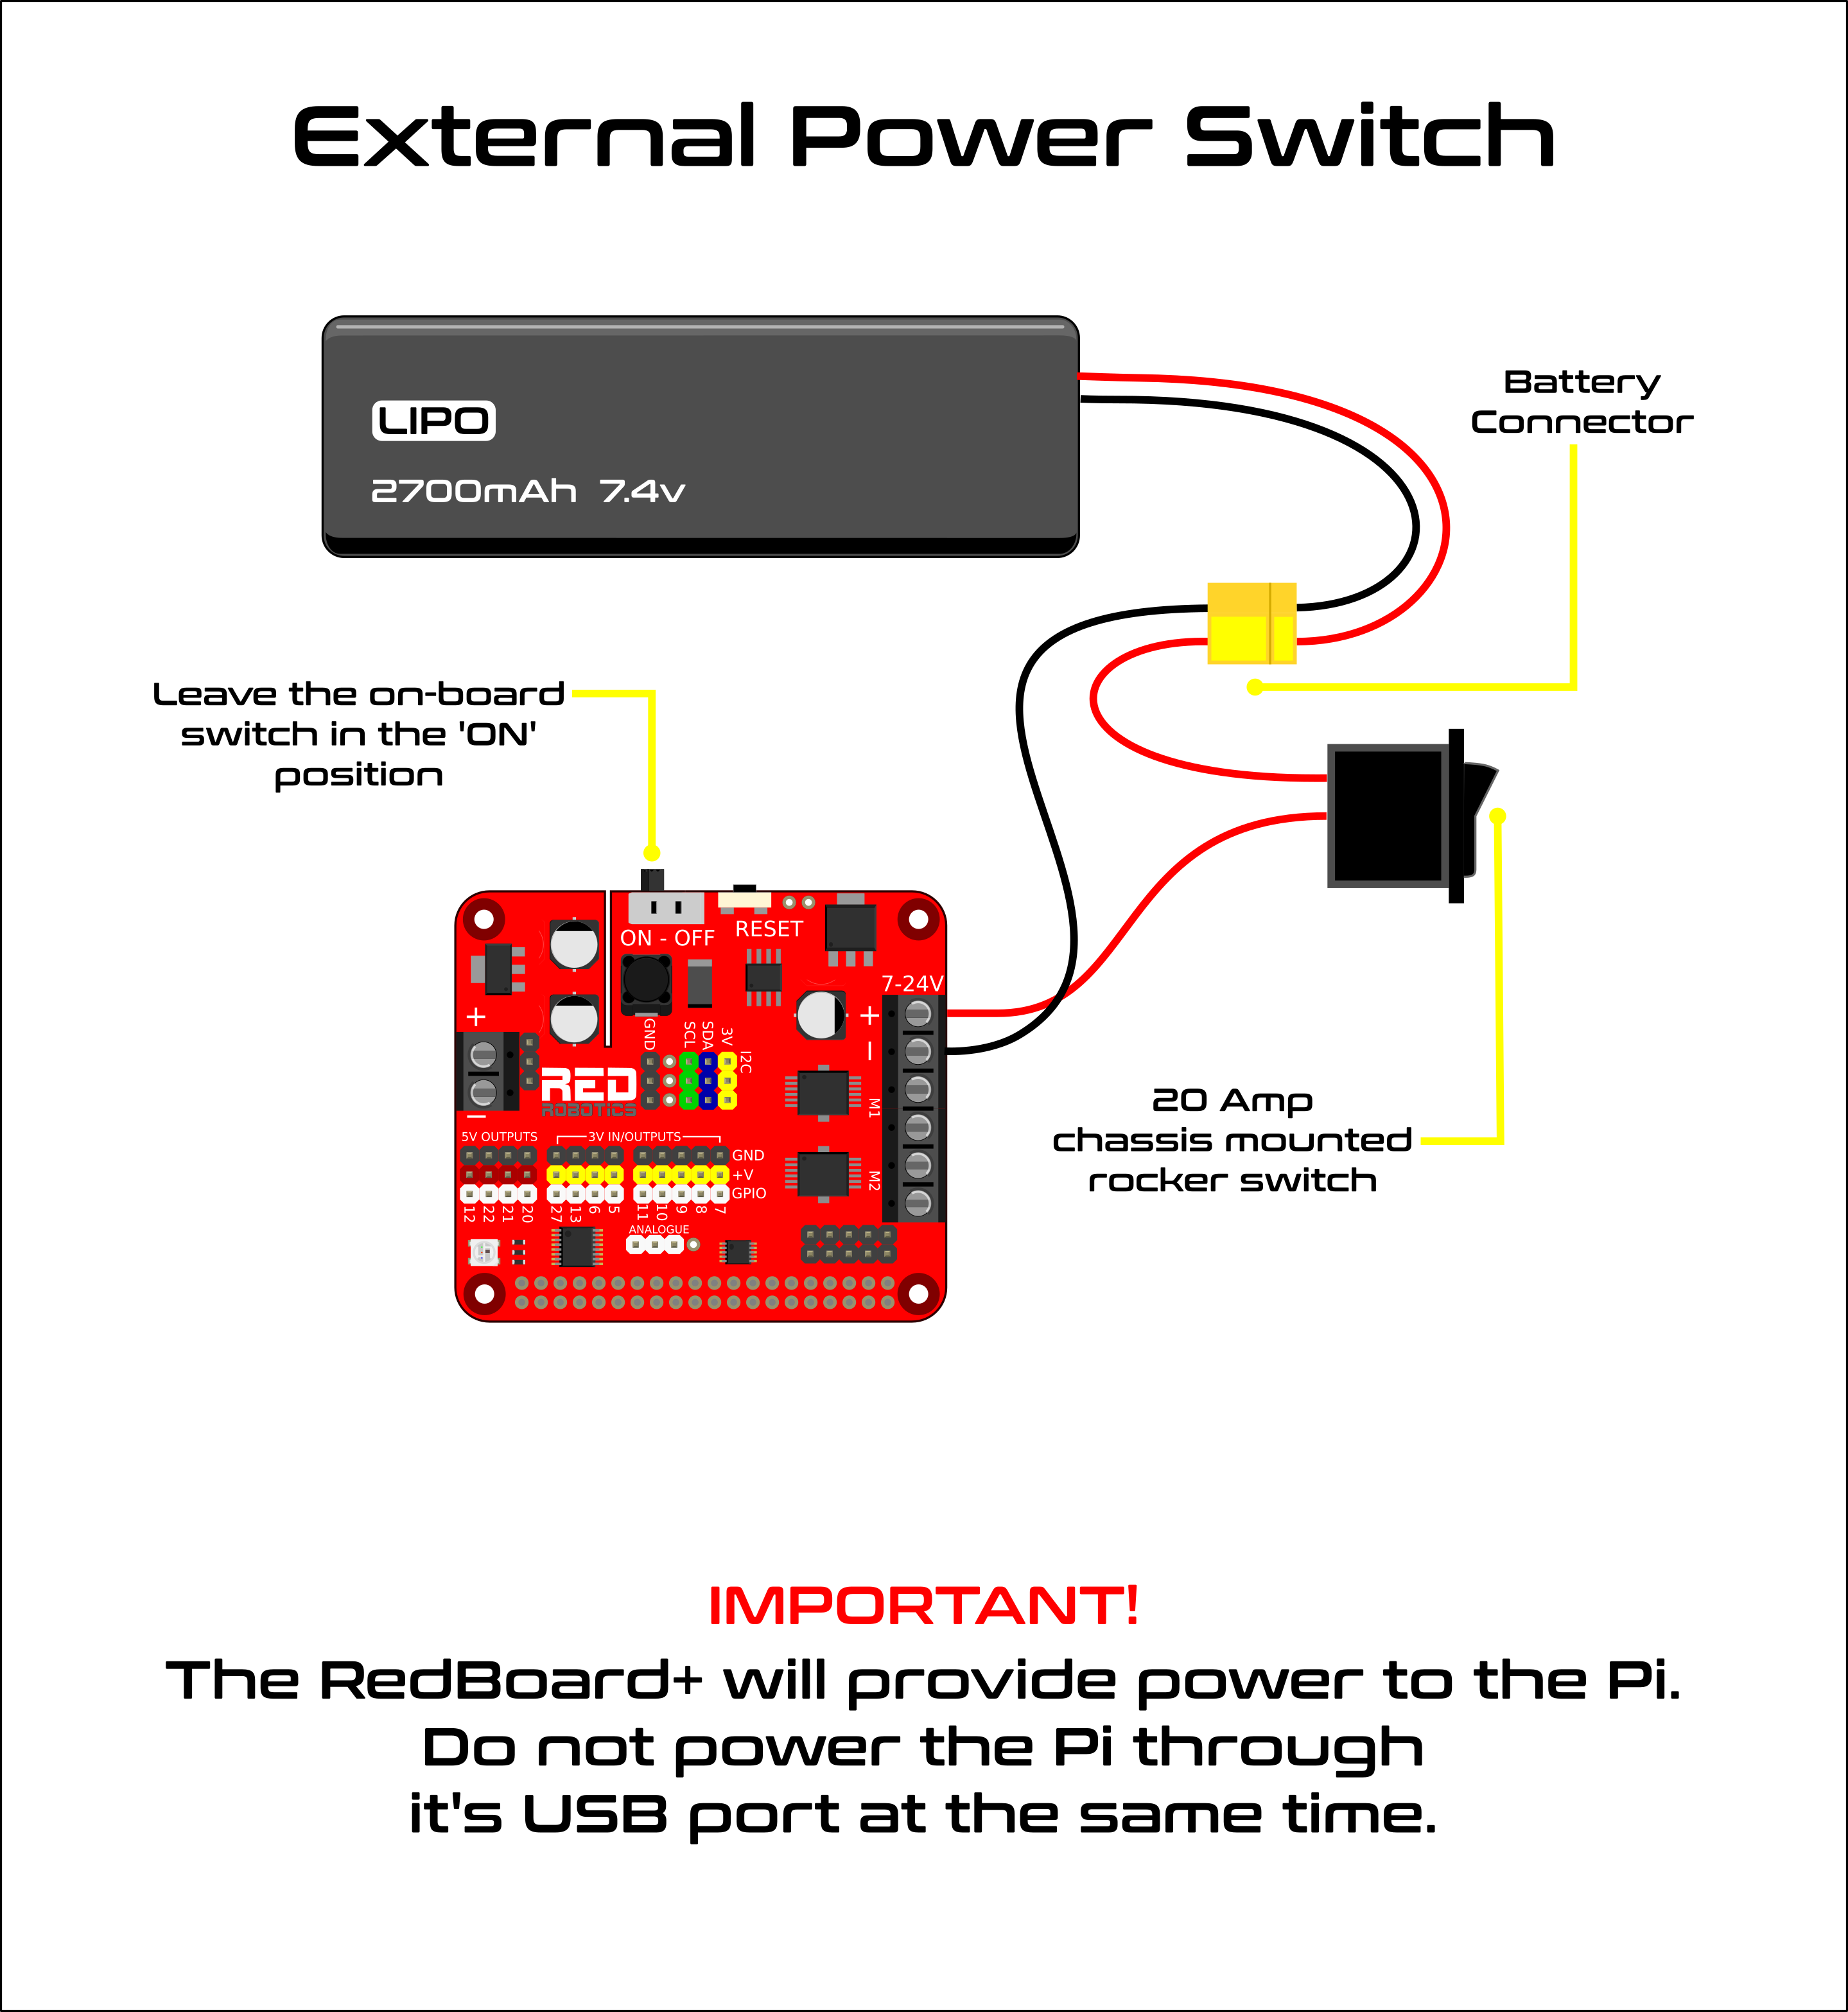 External Power Switch
LIPO
2700mAh 7.4v
Battery
Connector
Leave the on-board
switch in the 'ON'
position
ON - OFF
RESET
7-24V
+
−
+
−
GND
SCL
SDA
3V
I2C
RED
ROBOTICS
M1
M2
5V OUTPUTS
3V IN/OUTPUTS
GND
+V
GPIO
12 22 21 20 27 13 6 5 11 10 9 8 7
ANALOGUE
20 Amp
chassis mounted
rocker switch
IMPORTANT!
The RedBoard+ will provide power to the Pi.
Do not power the Pi through
it's USB port at the same time.